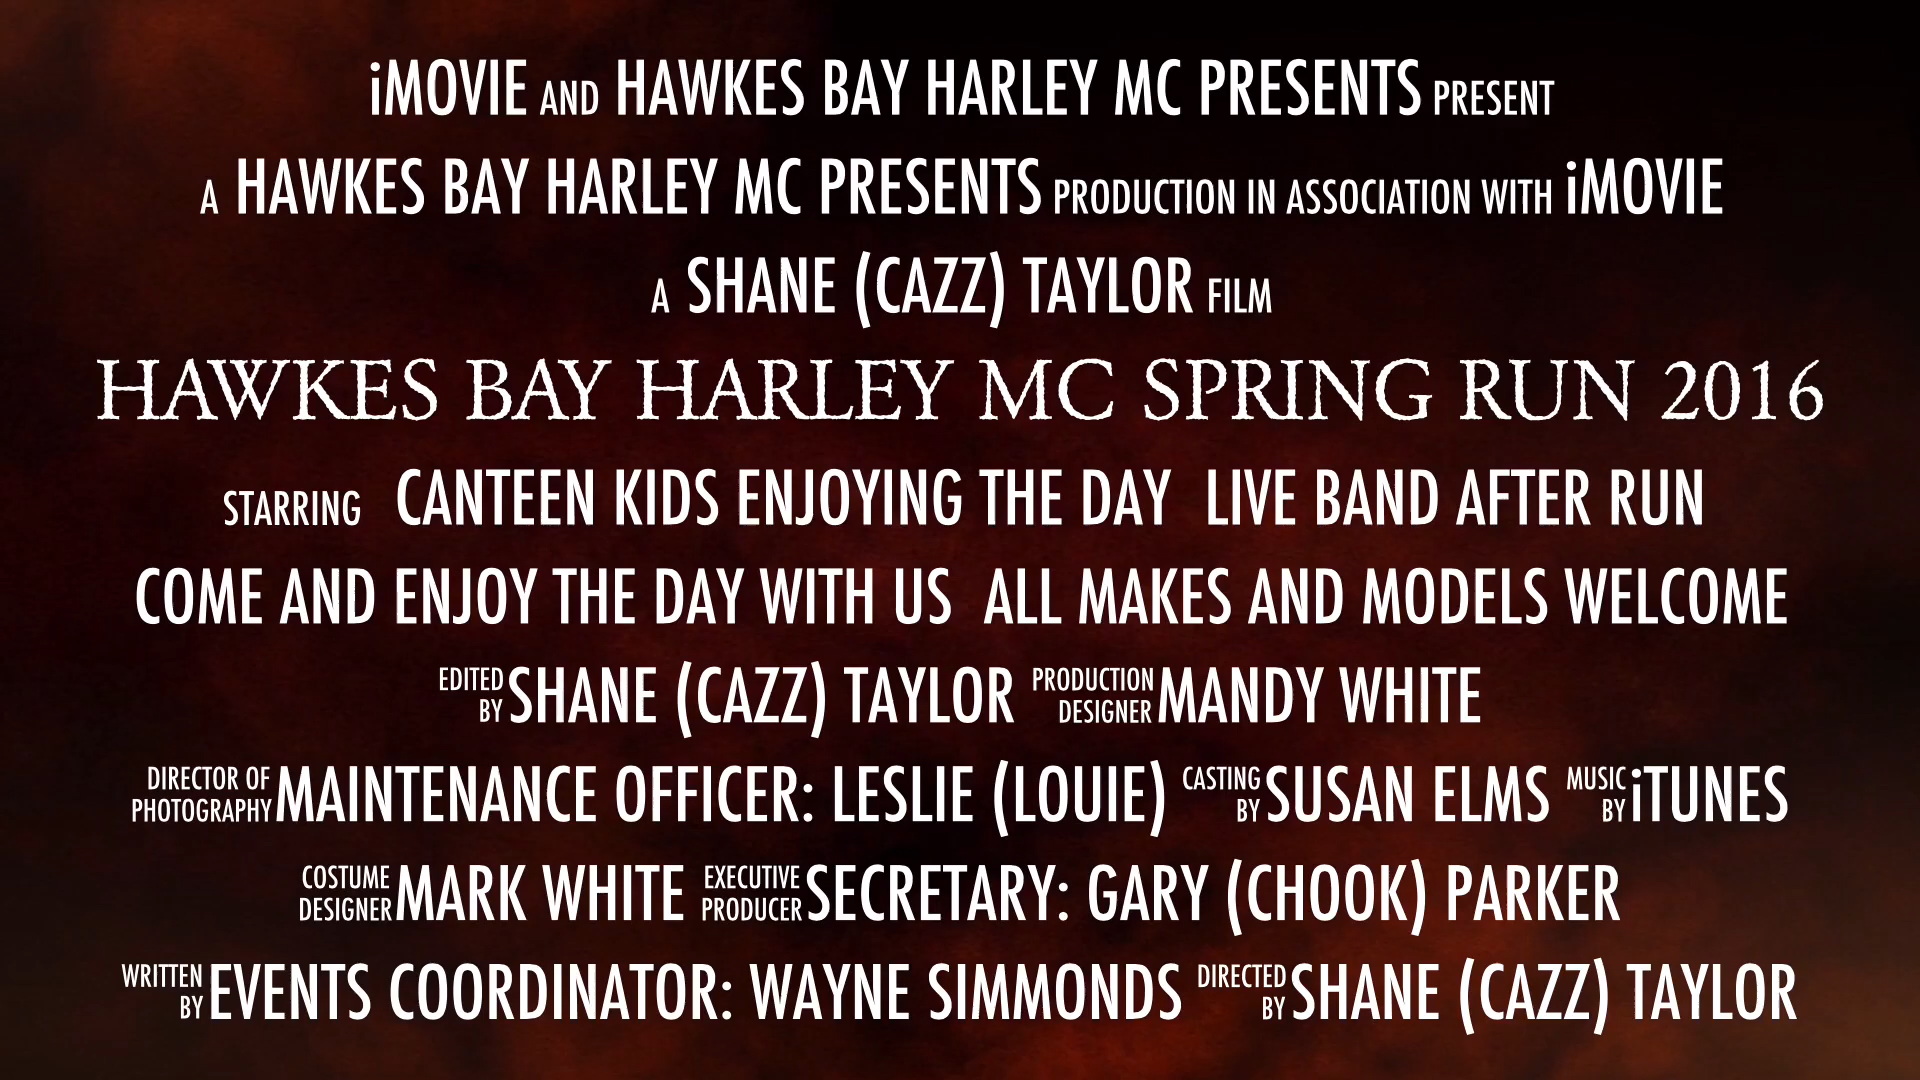 iMOVIE AND HAWKES BAY HARLEY MC PRESENTS PRESENT
A HAWKES BAY HARLEY MC PRESENTS PRODUCTION IN ASSOCIATION WITH iMOVIE
A SHANE (CAZZ) TAYLOR FILM
HAWKES BAY HARLEY MC SPRING RUN 2016
STARRING CANTEEN KIDS ENJOYING THE DAY LIVE BAND AFTER RUN
COME AND ENJOY THE DAY WITH US ALL MAKES AND MODELS WELCOME
EDITED BY SHANE (CAZZ) TAYLOR PRODUCTION DESIGNER MANDY WHITE
DIRECTOR OF PHOTOGRAPHY MAINTENANCE OFFICER: LESLIE (LOUIE) CASTING BY SUSAN ELMS MUSIC BY iTUNES
COSTUME DESIGNER MARK WHITE EXECUTIVE PRODUCER SECRETARY: GARY (CHOOK) PARKER
WRITTEN BY EVENTS COORDINATOR: WAYNE SIMMONDS DIRECTED BY SHANE (CAZZ) TAYLOR